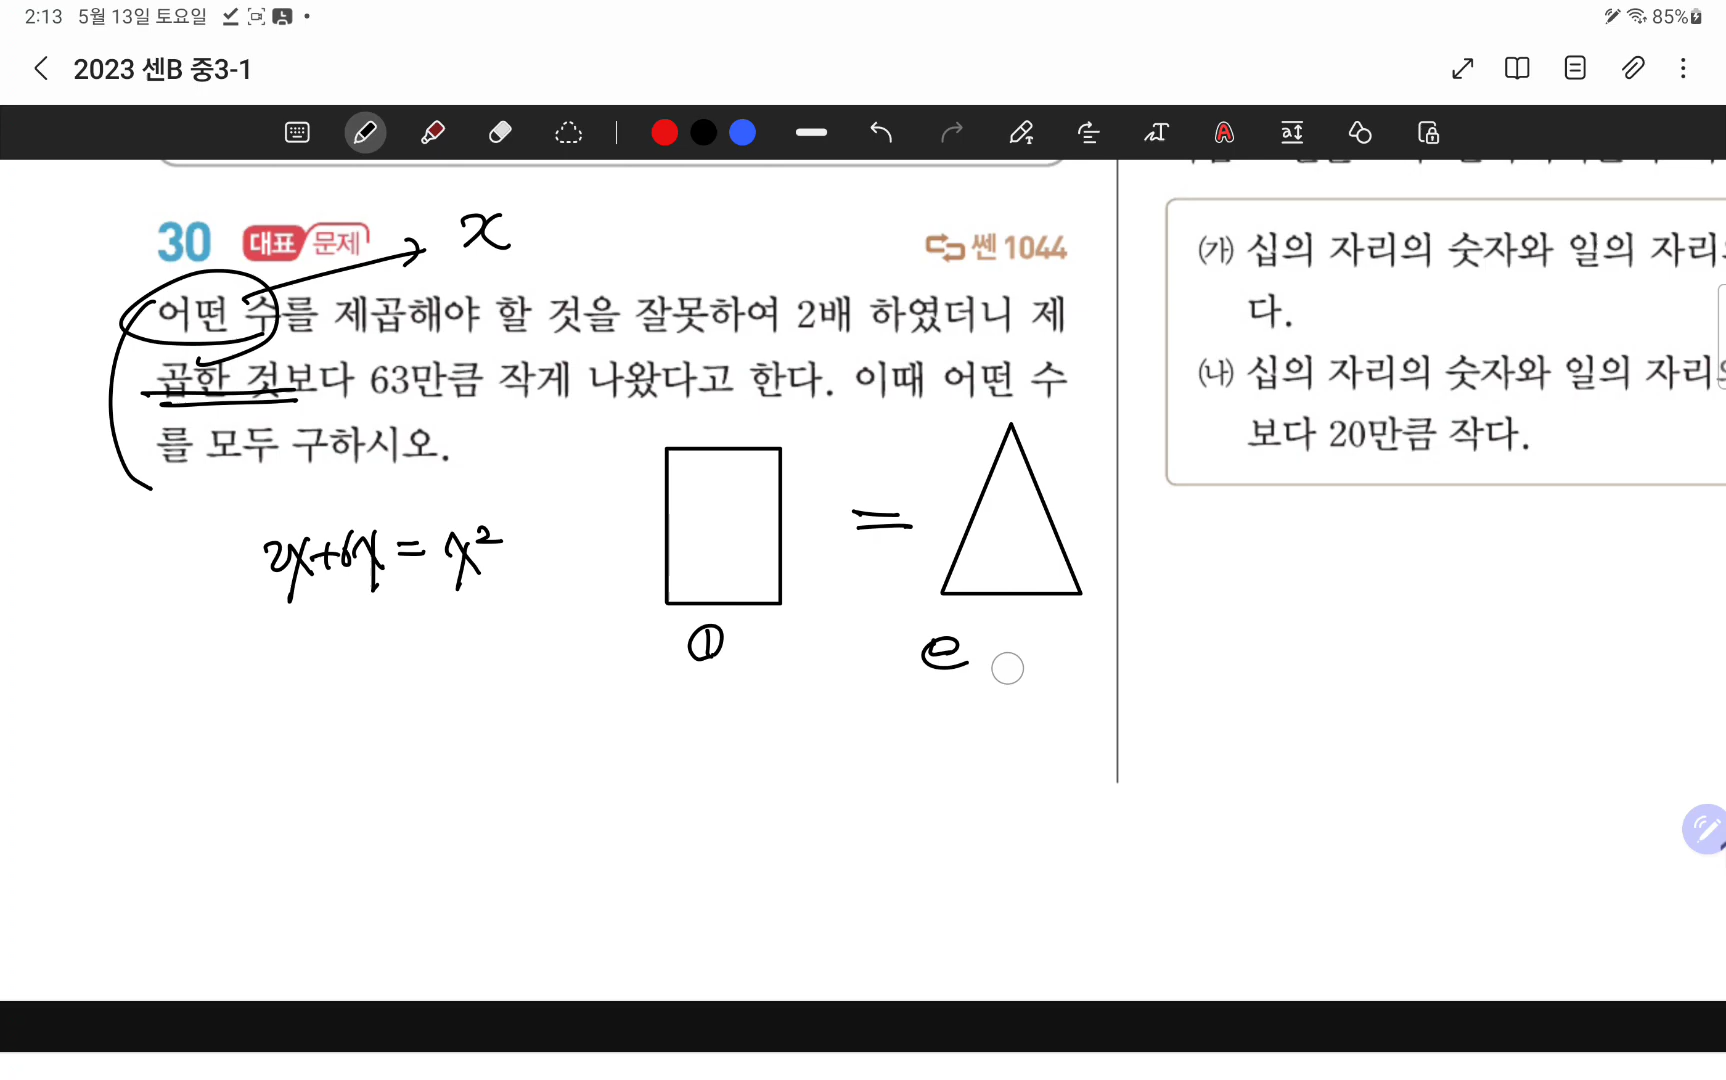 2:13 5월 13일 토요일
85%
2023 센B 중3-1
30 대표 문제
x
쎈 1044
어떤 수를 제곱해야 할 것을 잘못하여 2배 하였더니 제
곱한 것보다 63만큼 작게 나왔다고 한다. 이때 어떤 수
를 모두 구하시오.
= x²
=
①
㈎ 십의 자리의 숫자와 일의 자리
다.
㈏ 십의 자리의 숫자와 일의 자리
보다 20만큼 작다.